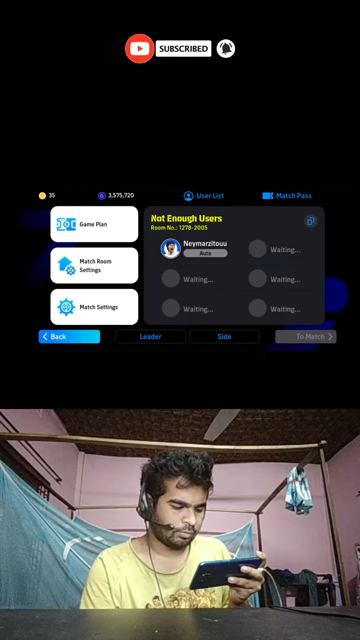 SUBSCRIBED
35
3,575,720
User List
Match Pass
Game Plan
Match Room
Settings
Match Settings
Not Enough Users
Room No.: 1278-2005
Neymarzitouu
Auto
Waiting...
Waiting...
Waiting...
Waiting...
Waiting...
Back
Leader
Side
To Match